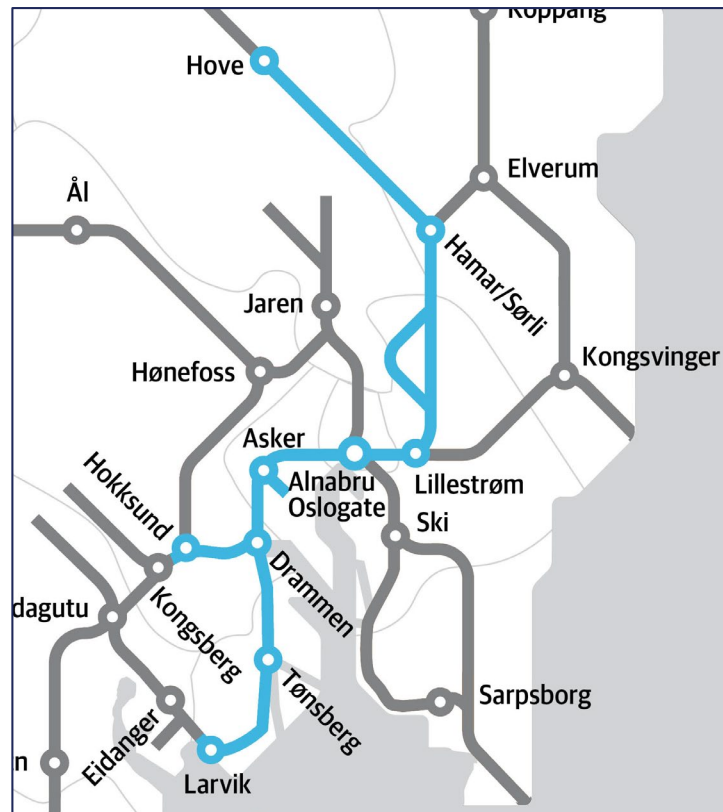 Koppang
Hove
Elverum
Ål
Hamar/Sørli
Jaren
Kongsvinger
Hønefoss
Asker
Hokksund
Alnabru
Oslogate
Lillestrøm
Ski
Drammen
Kongsberg
dagutu
Tønsberg
Sarpsborg
Eidanger
n
Larvik